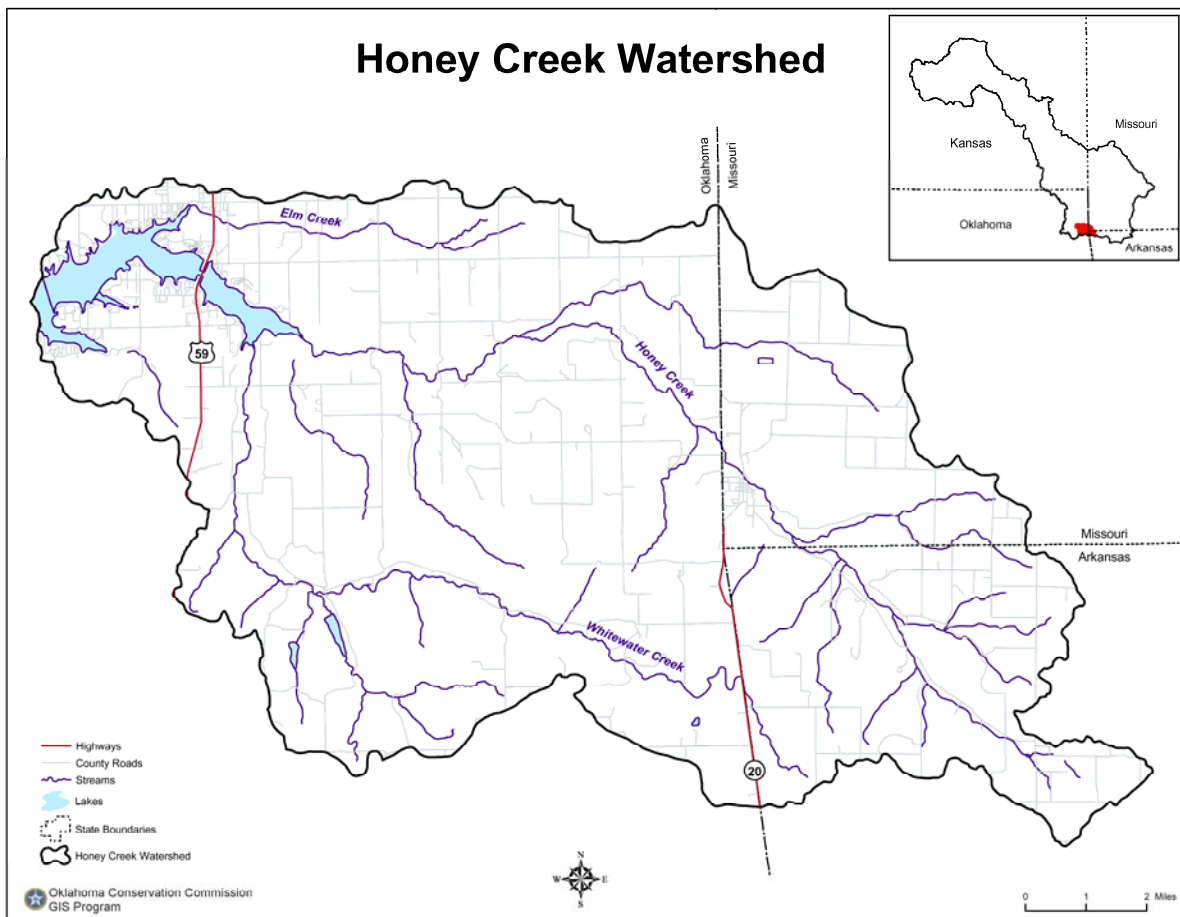 Honey Creek Watershed
Missouri
Kansas
Oklahoma
Arkansas
Oklahoma
Missouri
Elm Creek
59
Honey Creek
Missouri
Arkansas
Whitewater Creek
20
Highways
County Roads
Streams
Lakes
State Boundaries
Honey Creek Watershed
Oklahoma Conservation Commission
GIS Program
N
W E
S
0 1 2 Miles